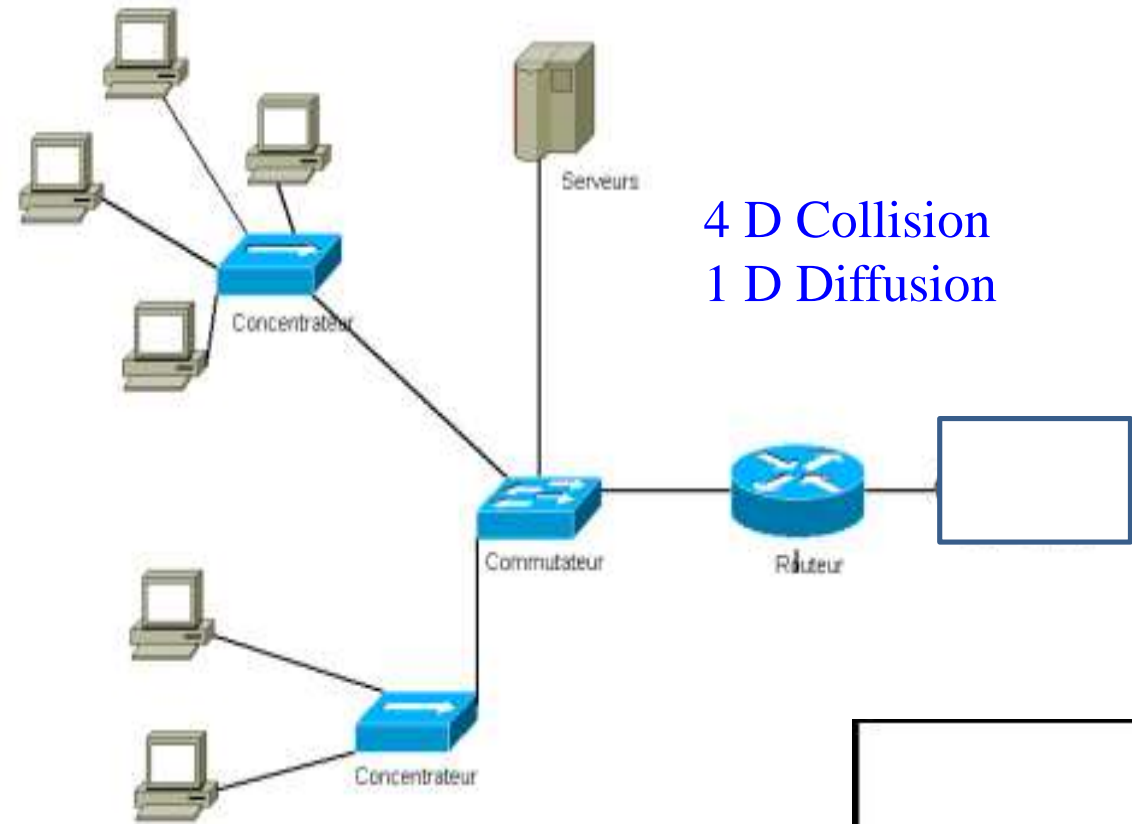 Serveurs
4 D Collision
1 D Diffusion
Concentrateur
Commutateur
Routeur
Concentrateur